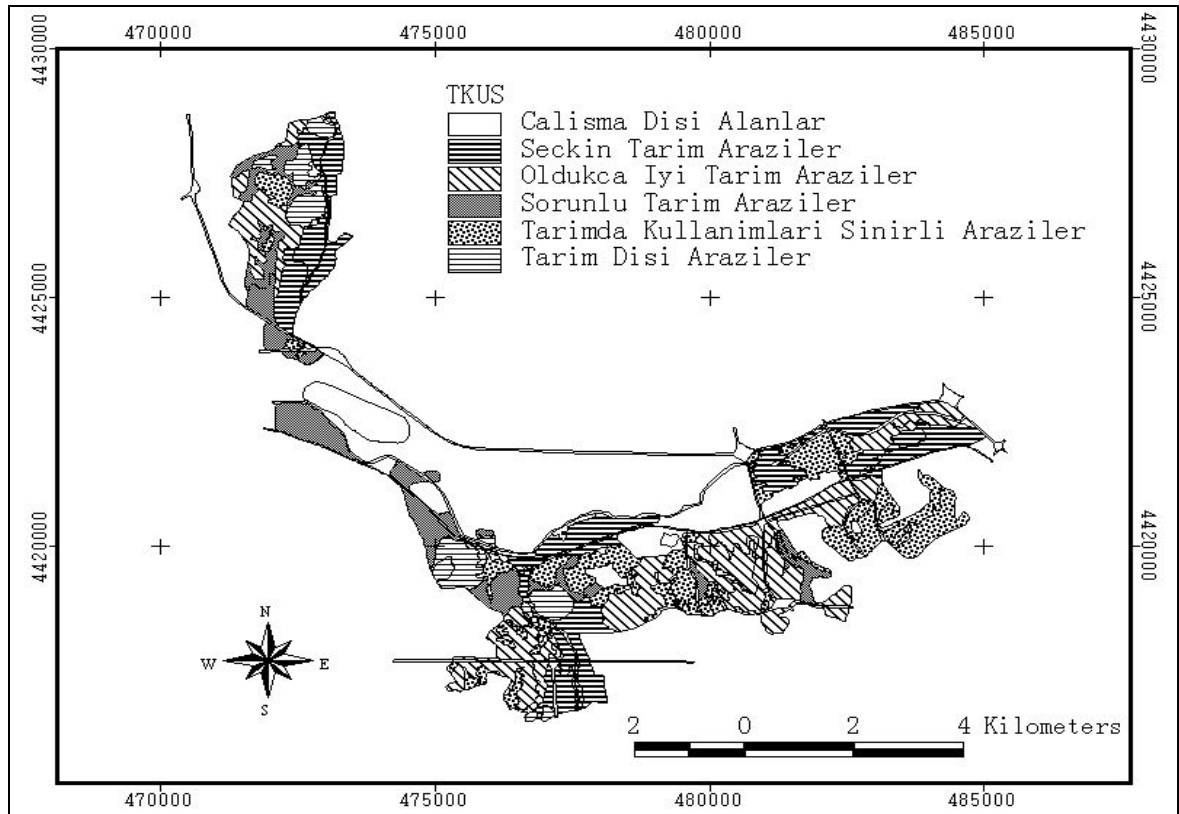 470000 475000 480000 485000
4430000 4430000
TKUS
Calisma Disi Alanlar
Seckin Tarim Araziler
Oldukca Iyi Tarim Araziler
Sorunlu Tarim Araziler
Tarimda Kullanimlari Sinirli Araziler
Tarim Disi Araziler
4425000 4425000
4420000 4420000
N
W E
S
2 0 2 4 Kilometers
470000 475000 480000 485000